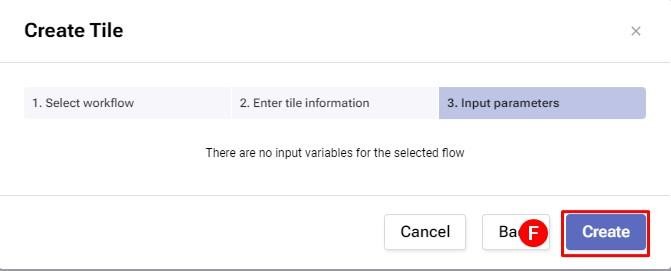 Create Tile ×
1. Select workflow 2. Enter tile information 3. Input parameters
There are no input variables for the selected flow
Cancel Ba F Create